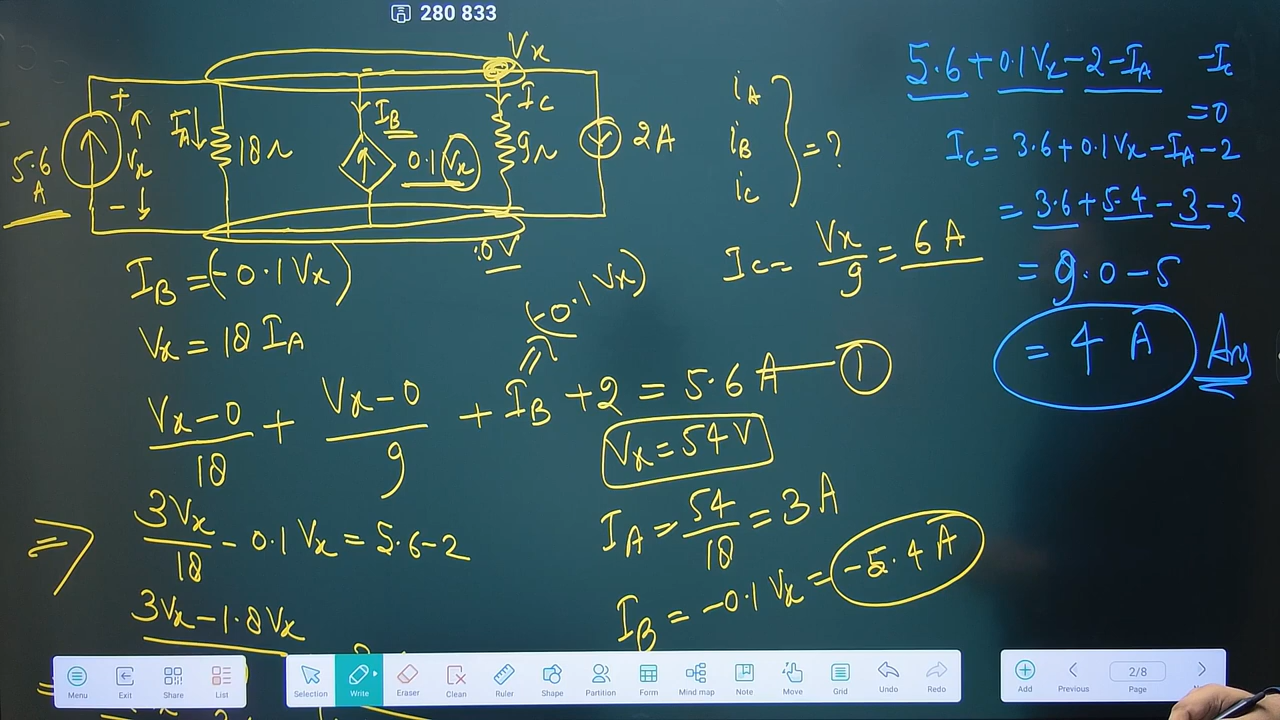 280 833
Vx
+
5.6
A
Vx
-
IA
18Ω
IB
0.1 Vx
IC
9Ω
2A
0V
iA
iB
iC
= ?
IB = (-0.1Vx)
Vx = 18 IA
Vx-0/18 + Vx-0/9 + IB + 2 = 5.6 A — 1
(-0.1 Vx)
⇒ 3Vx/18 - 0.1 Vx = 5.6-2
3Vx-1.8Vx
=
Ic = Vx/9 = 6 A
Vx = 54 V
IA = 54/18 = 3 A
IB = -0.1 Vx = -5.4 A
5.6 + 0.1Vx - 2 - IA - Ic
= 0
Ic = 3.6 + 0.1Vx - IA - 2
= 3.6 + 5.4 - 3 - 2
= 9.0 - 5
= 4 A Ans
Menu Exit Share List
Selection Write Eraser Clean Ruler Shape Partition Form Mind map Note Move Grid Undo Redo
Add Previous 2/8 Page